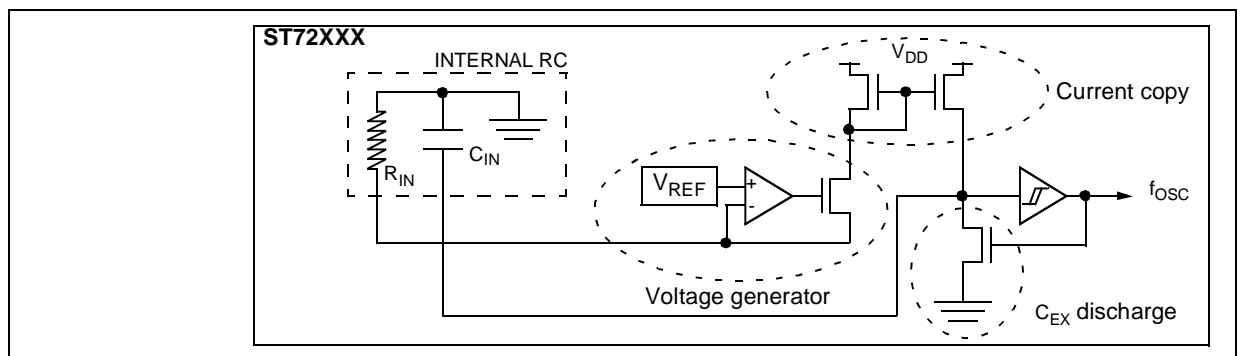 ST72XXX
INTERNAL RC
VDD
Current copy
CIN
RIN
VREF
+
-
fOSC
Voltage generator
CEX discharge